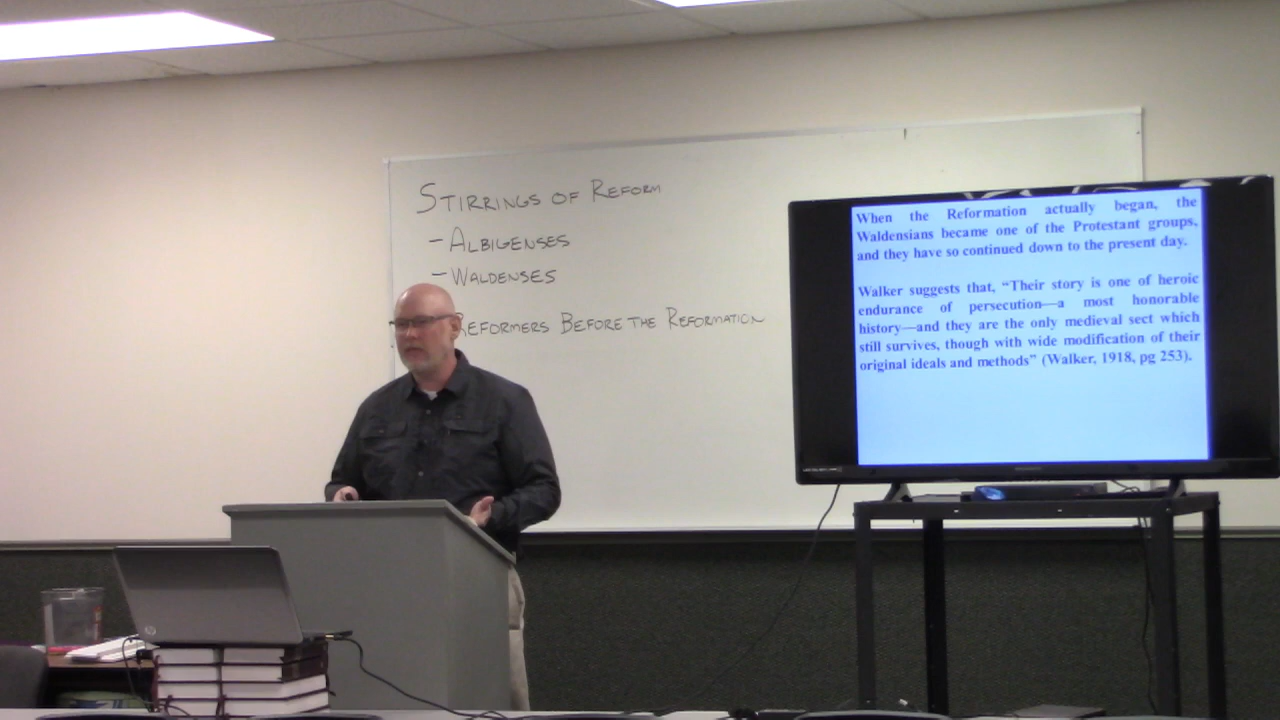 STIRRINGS OF REFORM
- ALBIGENSES
- WALDENSES
REFORMERS BEFORE THE REFORMATION
When the Reformation actually began, the
Waldensians became one of the Protestant groups,
and they have so continued down to the present day.
Walker suggests that, “Their story is one of heroic
endurance of persecution—a most honorable
history—and they are the only medieval sect which
still survives, though with wide modification of their
original ideals and methods” (Walker, 1918, pg 253).
hp